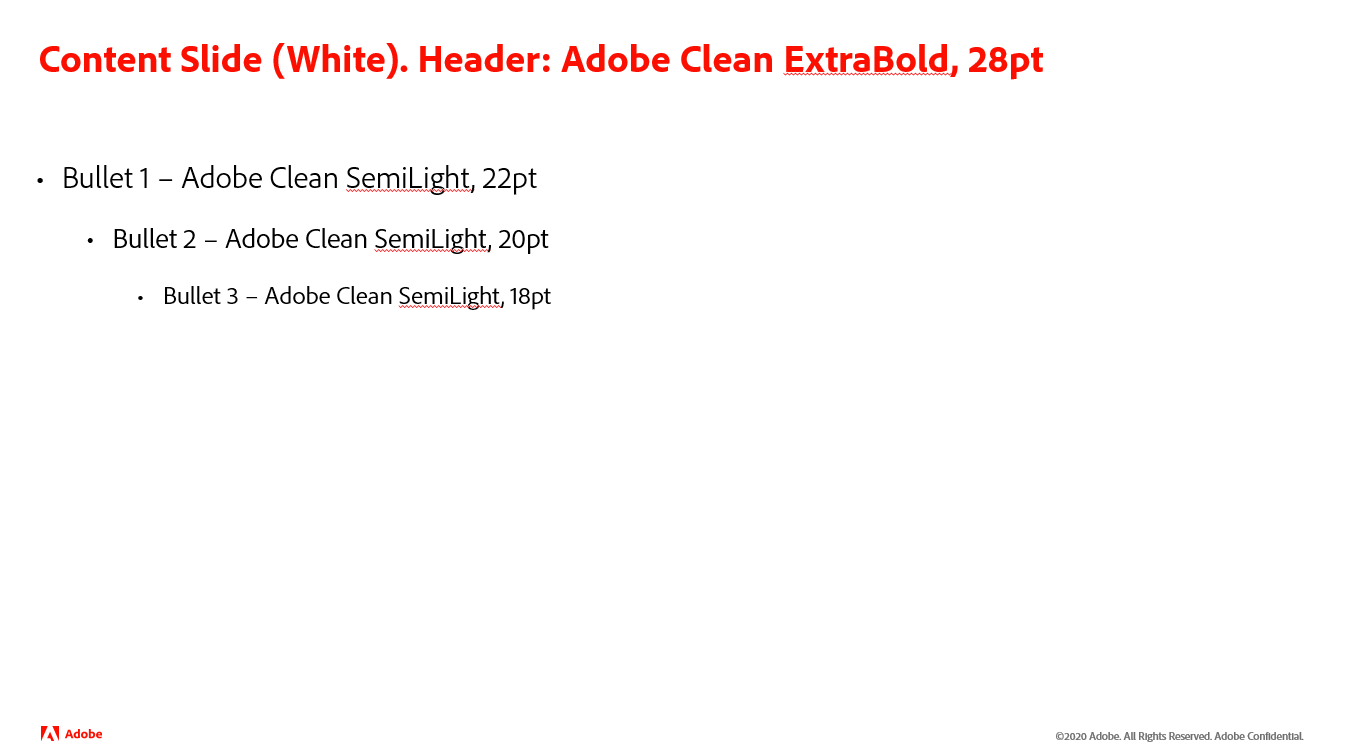 Content Slide (White). Header: Adobe Clean ExtraBold, 28pt
• Bullet 1 – Adobe Clean SemiLight, 22pt
• Bullet 2 – Adobe Clean SemiLight, 20pt
• Bullet 3 – Adobe Clean SemiLight, 18pt
Adobe
©2020 Adobe. All Rights Reserved. Adobe Confidential.